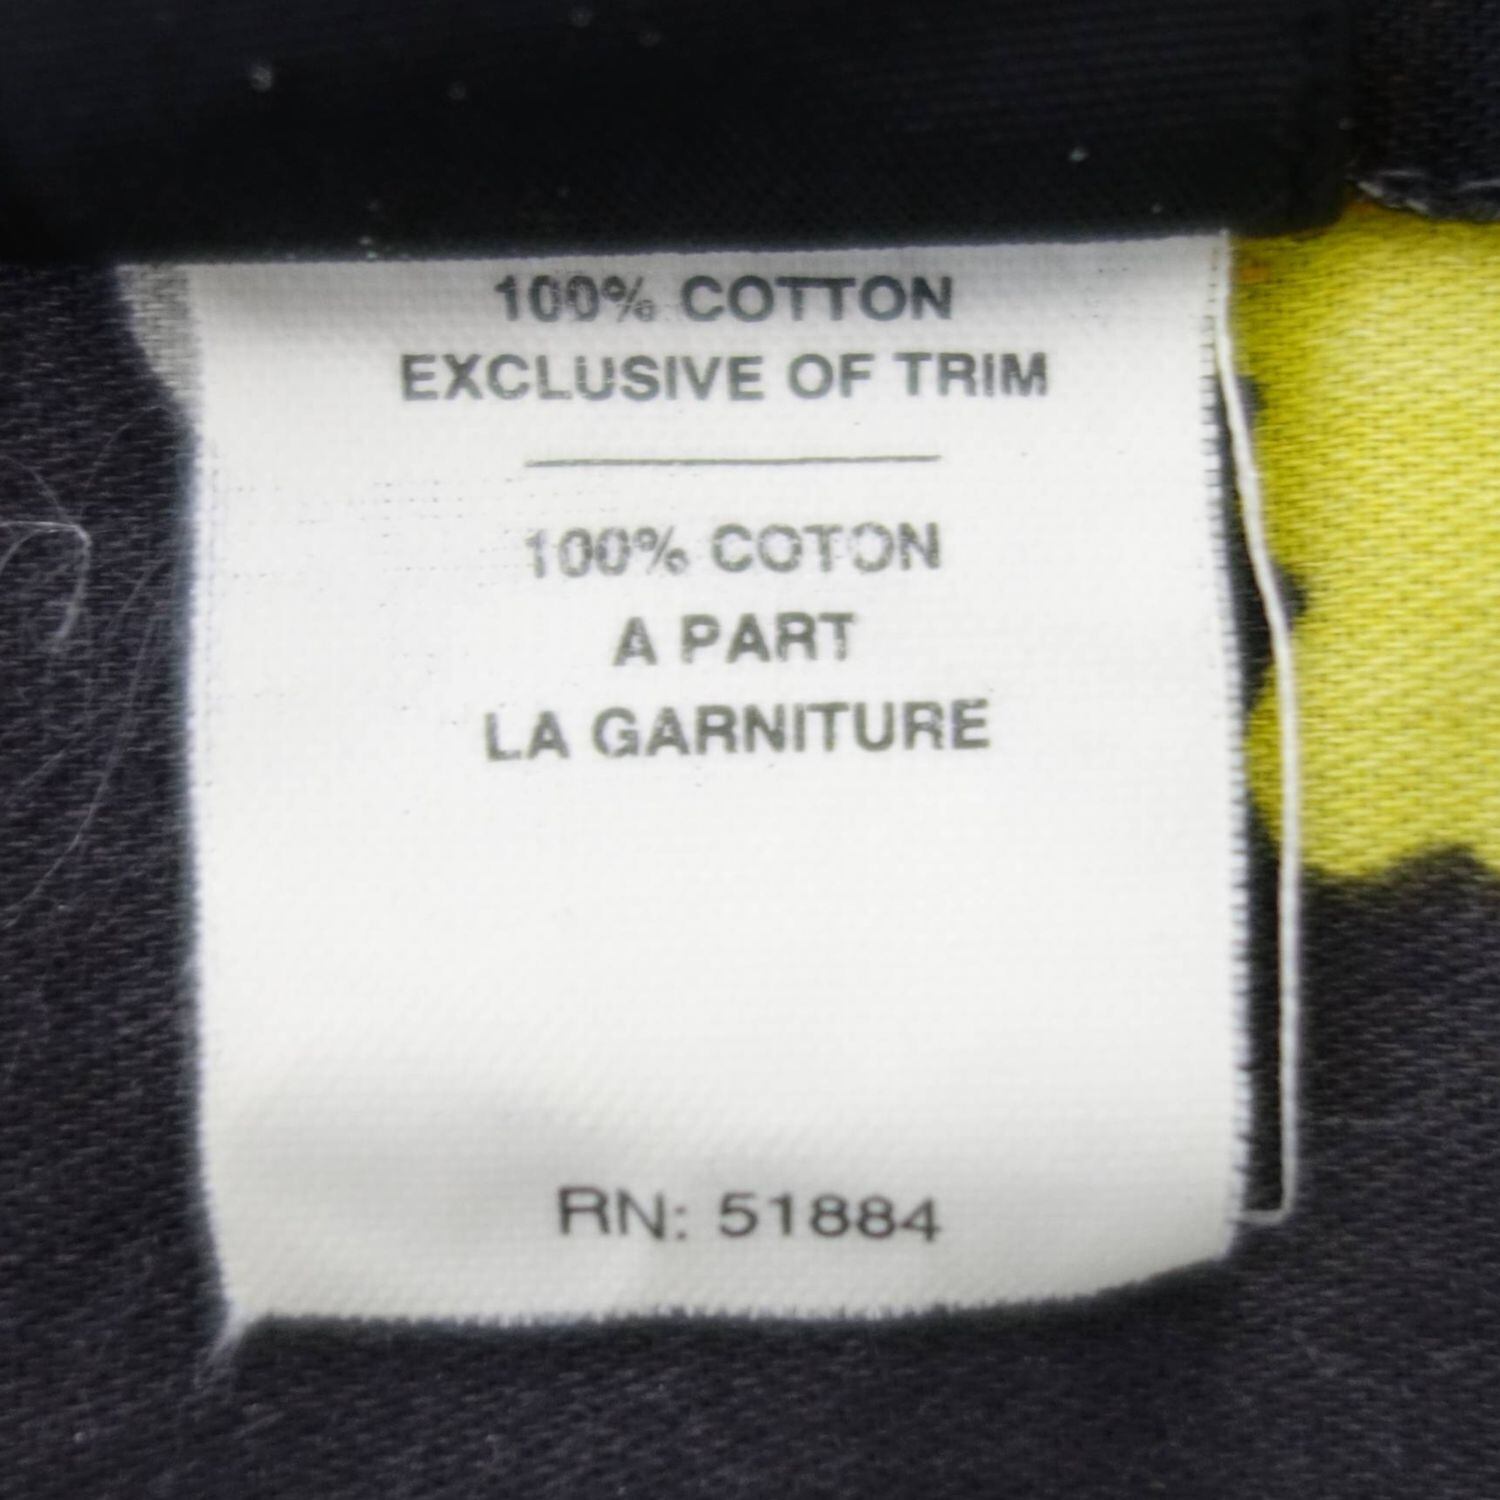 100% COTTON
EXCLUSIVE OF TRIM
100% COTON
A PART
LA GARNITURE
RN: 51884